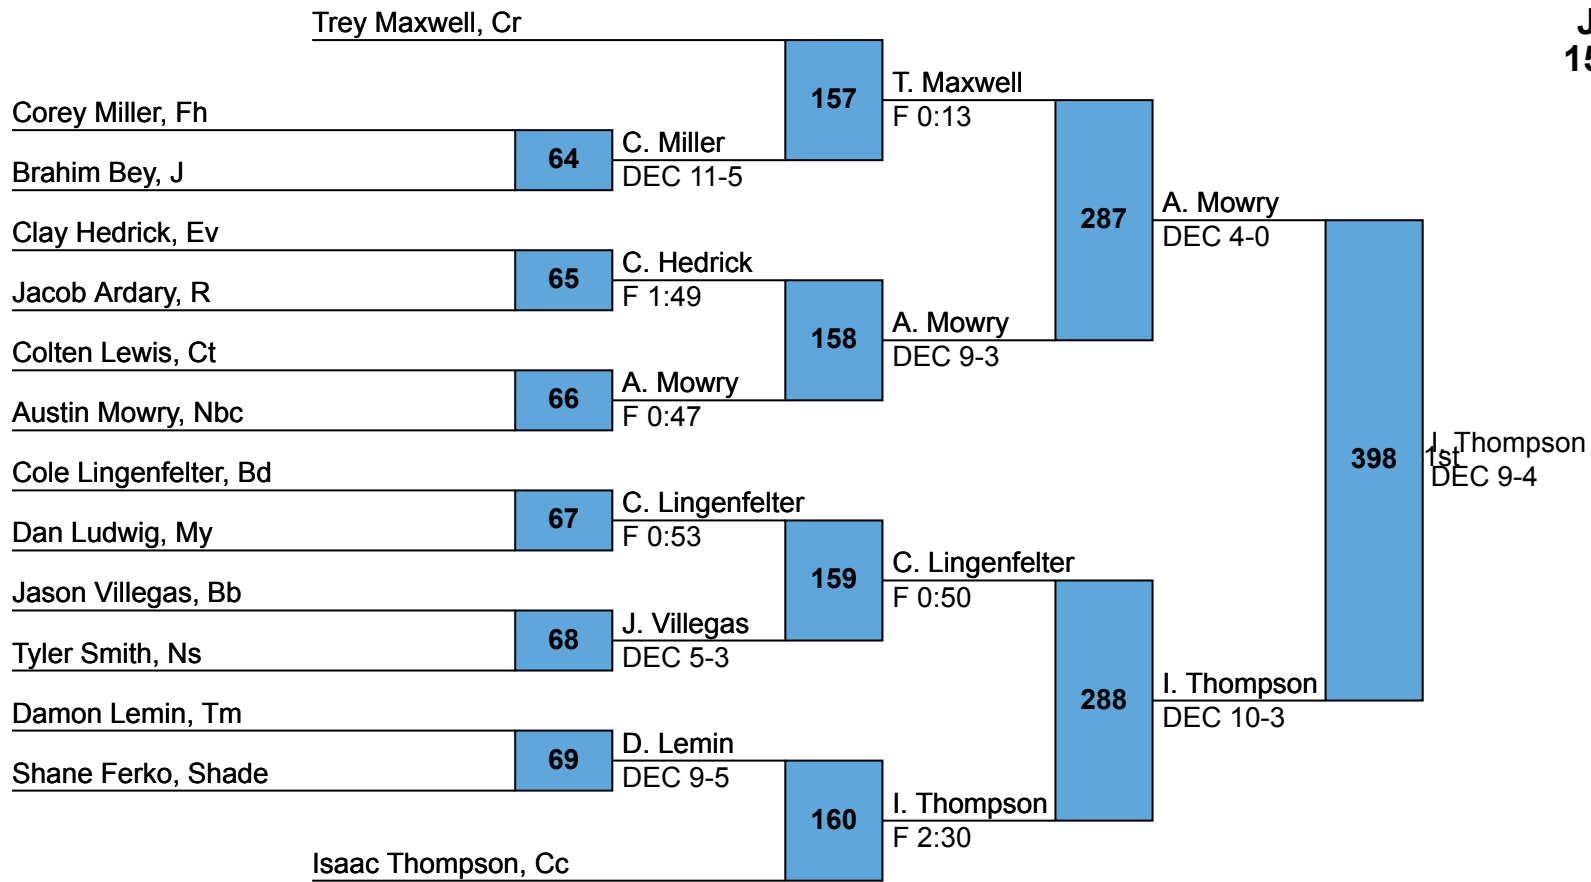 J
15
Trey Maxwell, Cr
157
T. Maxwell
F 0:13
Corey Miller, Fh
64
C. Miller
DEC 11-5
Brahim Bey, J
287
A. Mowry
DEC 4-0
Clay Hedrick, Ev
65
C. Hedrick
F 1:49
Jacob Ardary, R
158
A. Mowry
DEC 9-3
Colten Lewis, Ct
66
A. Mowry
F 0:47
Austin Mowry, Nbc
398
1st
I. Thompson
DEC 9-4
Cole Lingenfelter, Bd
67
C. Lingenfelter
F 0:53
Dan Ludwig, My
159
C. Lingenfelter
F 0:50
Jason Villegas, Bb
68
J. Villegas
DEC 5-3
Tyler Smith, Ns
288
I. Thompson
DEC 10-3
Damon Lemin, Tm
69
D. Lemin
DEC 9-5
Shane Ferko, Shade
160
I. Thompson
F 2:30
Isaac Thompson, Cc